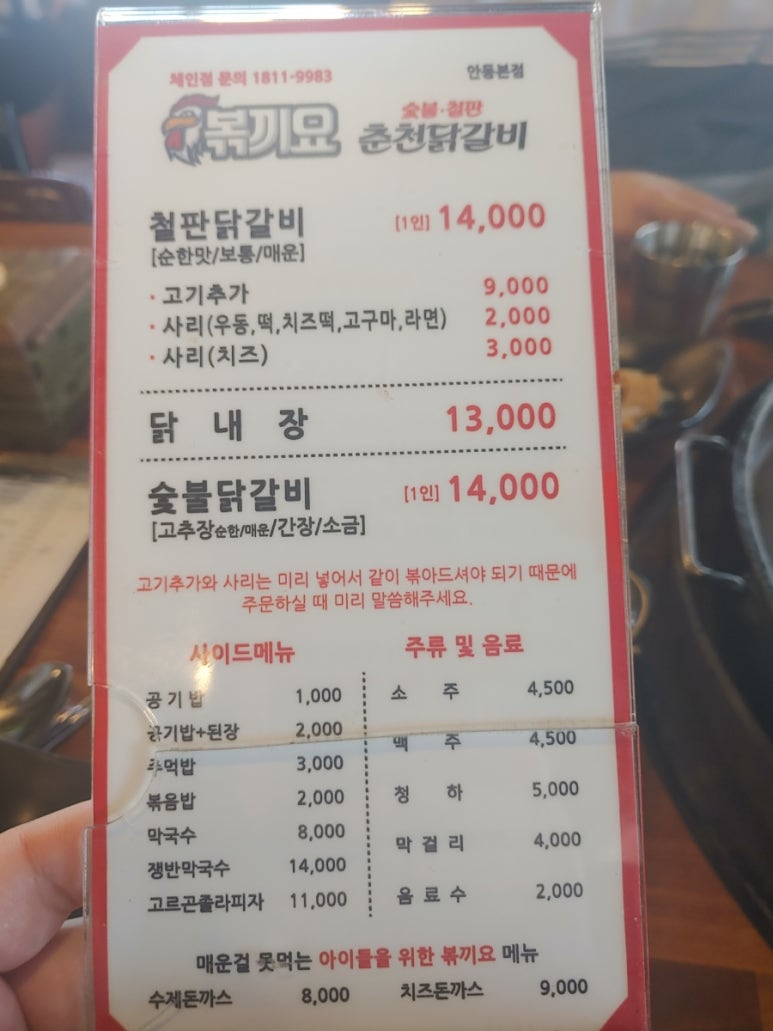 체인점 문의 1811-9983
안동본점
볶끼요
숯불·철판
춘천닭갈비
철판닭갈비 [1인] 14,000
[순한맛/보통/매운]
· 고기추가 9,000
· 사리(우동,떡,치즈떡,고구마,라면) 2,000
· 사리(치즈) 3,000
닭 내 장 13,000
숯불닭갈비 [1인] 14,000
[고추장순한/매운/간장/소금]
고기추가와 사리는 미리 넣어서 같이 볶아드셔야 되기 때문에
주문하실 때 미리 말씀해주세요.
사이드메뉴
공기밥 1,000
공기밥+된장 2,000
주먹밥 3,000
볶음밥 2,000
막국수 8,000
쟁반막국수 14,000
고르곤졸라피자 11,000
주류 및 음료
소 주 4,500
맥 주 4,500
청 하 5,000
막 걸 리 4,000
음 료 수 2,000
매운걸 못먹는 아이들을 위한 볶끼요 메뉴
수제돈까스 8,000 치즈돈까스 9,000